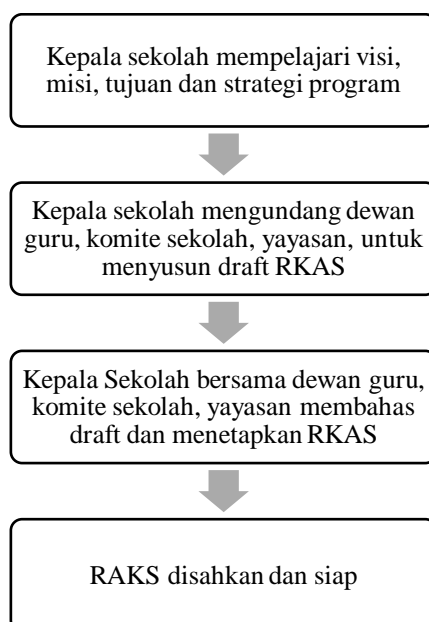 Kepala sekolah mempelajari visi,
misi, tujuan dan strategi program
Kepala sekolah mengundang dewan
guru, komite sekolah, yayasan, untuk
menyusun draft RKAS
Kepala Sekolah bersama dewan guru,
komite sekolah, yayasan membahas
draft dan menetapkan RKAS
RAKS disahkan dan siap